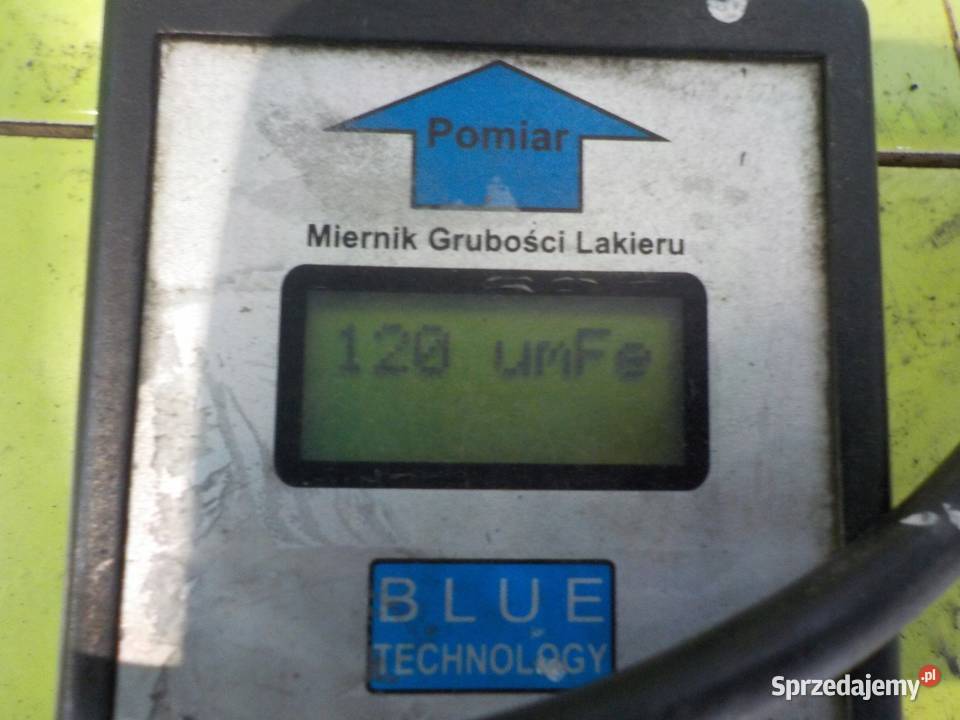 Pomiar
Miernik Grubości Lakieru
120 umFe
BLUE
TECHNOLOGY
Sprzedajemy.pl